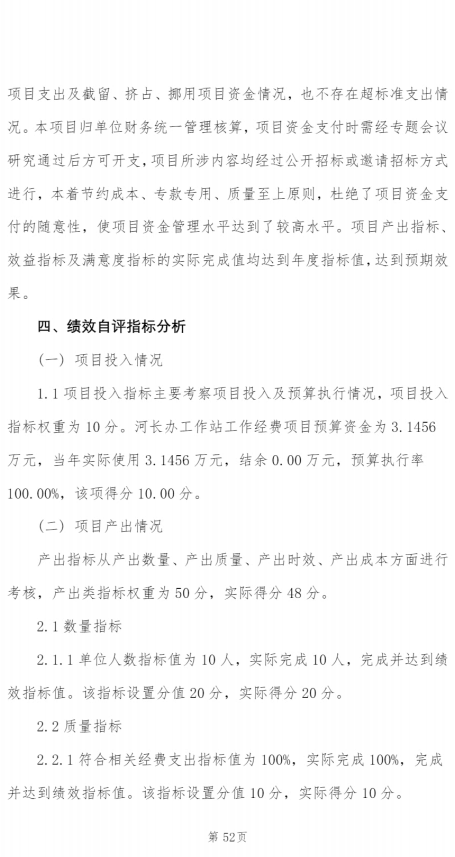 项目支出及截留、挤占、挪用项目资金情况，也不存在超标准支出情
况。本项目归单位财务统一管理核算，项目资金支付时需经专题会议
研究通过后方可开支，项目所涉内容均经过公开招标或邀请招标方式
进行，本着节约成本、专款专用、质量至上原则，杜绝了项目资金支
付的随意性，使项目资金管理水平达到了较高水平。项目产出指标、
效益指标及满意度指标的实际完成值均达到年度指标值，达到预期效
果。
四、绩效自评指标分析
（一）项目投入情况
1.1 项目投入指标主要考察项目投入及预算执行情况，项目投入
指标权重为 10 分。河长办工作站工作经费项目预算资金为 3.1456
万元，当年实际使用 3.1456 万元，结余 0.00 万元，预算执行率
100.00%，该项得分 10.00 分。
（二）项目产出情况
产出指标从产出数量、产出质量、产出时效、产出成本方面进行
考核，产出类指标权重为 50 分，实际得分 48 分。
2.1 数量指标
2.1.1 单位人数指标值为 10 人，实际完成 10 人，完成并达到绩
效指标值。该指标设置分值 20 分，实际得分 20 分。
2.2 质量指标
2.2.1 符合相关经费支出指标值为 100%，实际完成 100%，完成
并达到绩效指标值。该指标设置分值 10 分，实际得分 10 分。
第 52页